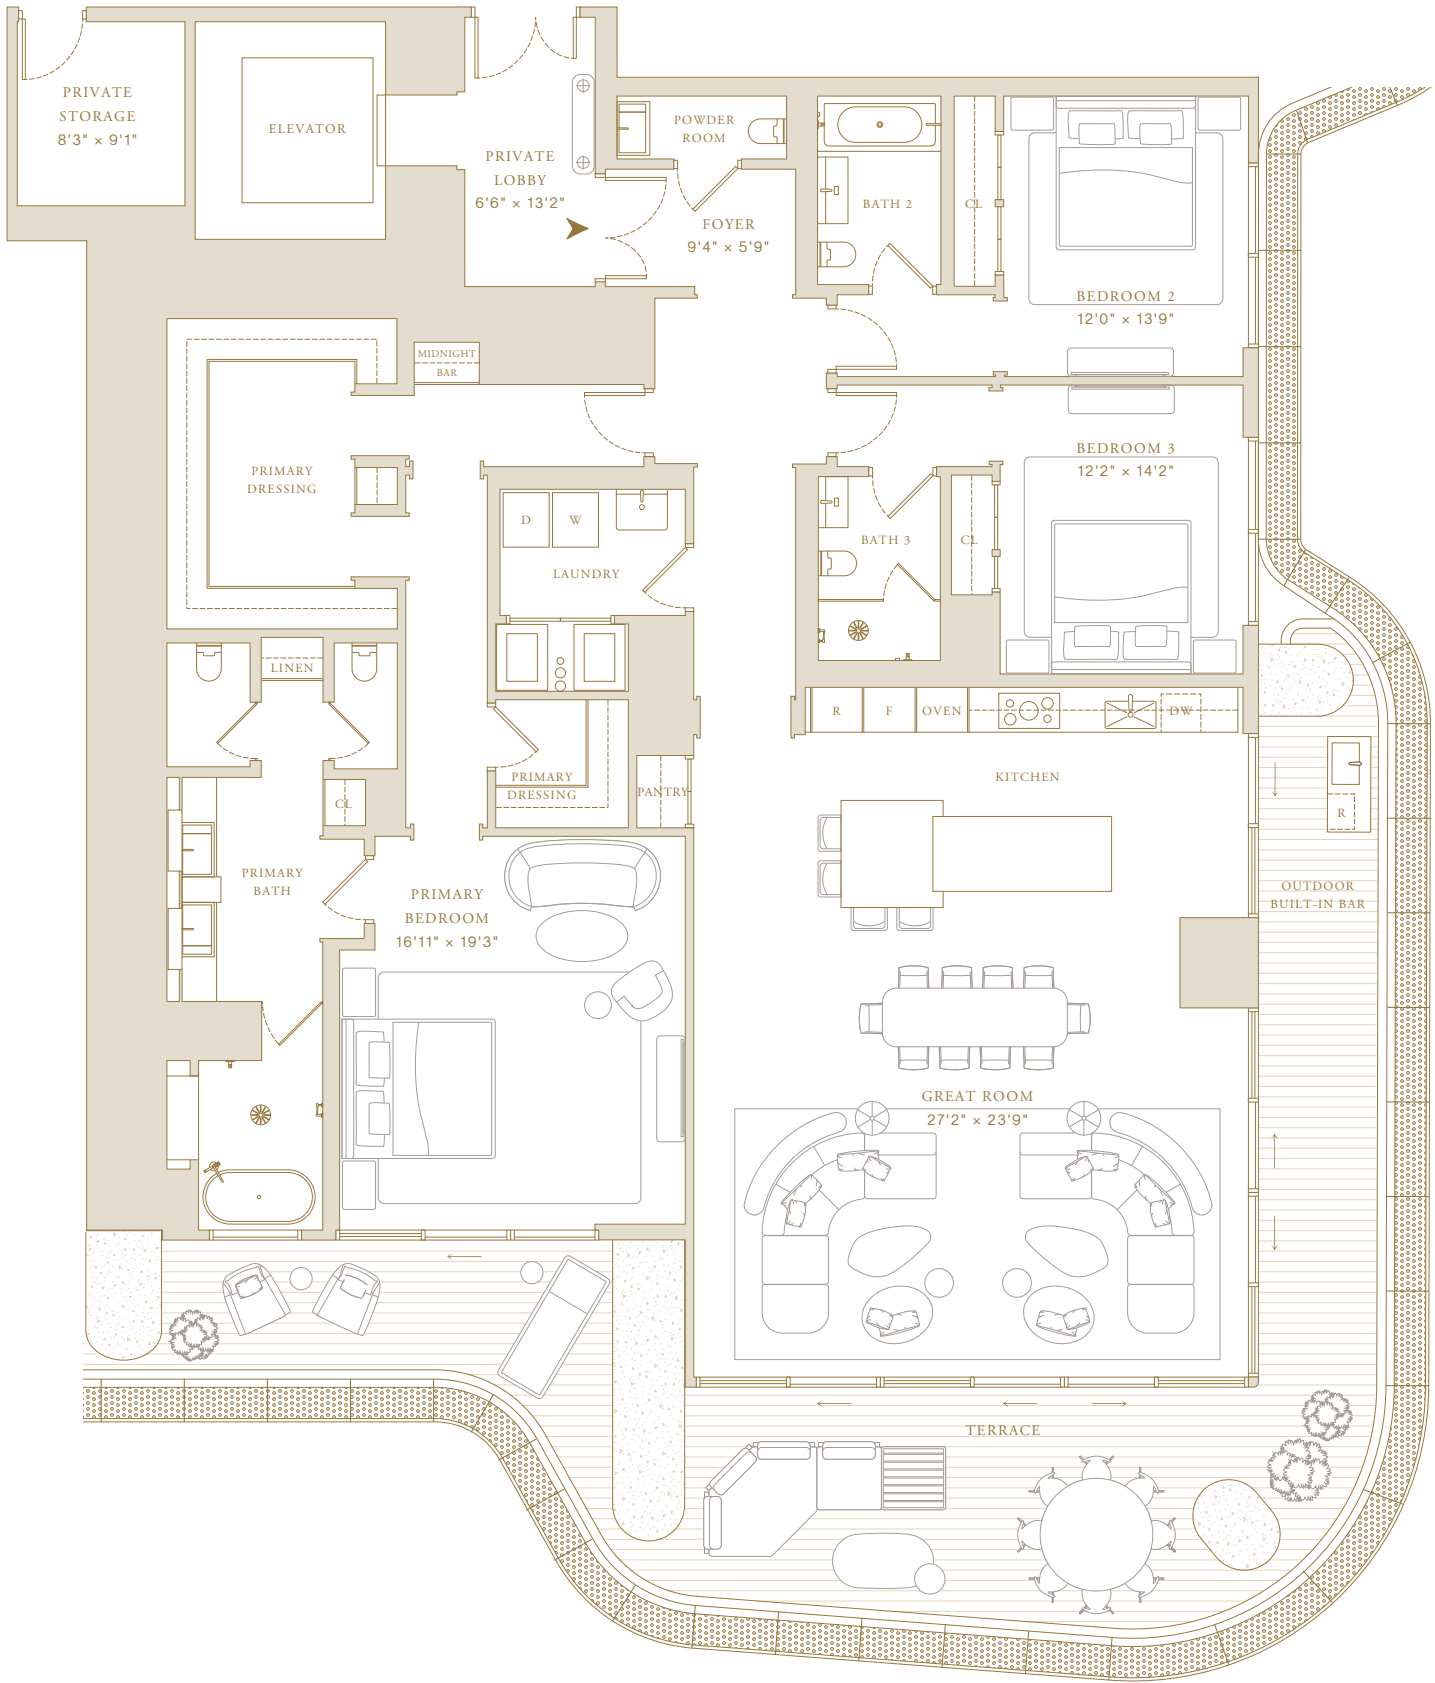 PRIVATE
STORAGE
8'3" × 9'1"
ELEVATOR
PRIVATE
LOBBY
6'6" × 13'2"
POWDER
ROOM
FOYER
9'4" × 5'9"
BATH 2
CL
BEDROOM 2
12'0" × 13'9"
MIDNIGHT
BAR
PRIMARY
DRESSING
BEDROOM 3
12'2" × 14'2"
D
W
LAUNDRY
BATH 3
CL
LINEN
R
F
OVEN
DW
KITCHEN
PRIMARY
DRESSING
PANTRY
CL
R
OUTDOOR
BUILT-IN BAR
PRIMARY
BATH
PRIMARY
BEDROOM
16'11" × 19'3"
GREAT ROOM
27'2" × 23'9"
TERRACE